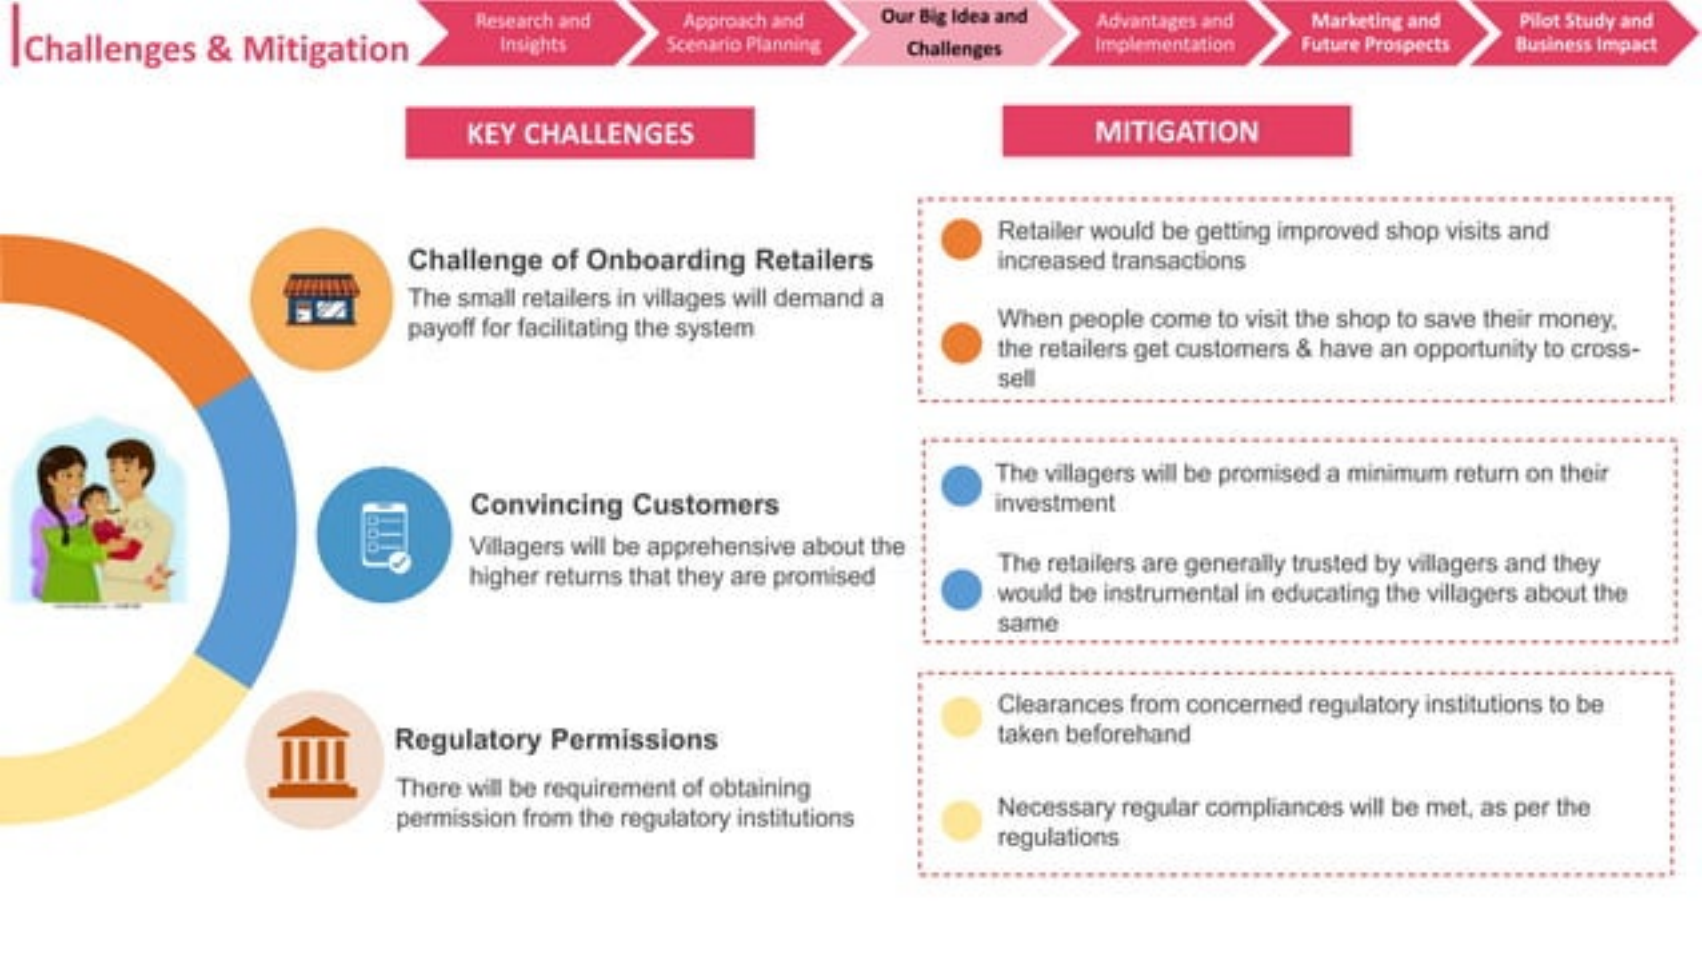 Challenges & Mitigation
Research and
Insights
Approach and
Scenario Planning
Our Big Idea and
Challenges
Advantages and
Implementation
Marketing and
Future Prospects
Pilot Study and
Business Impact
KEY CHALLENGES
MITIGATION
Challenge of Onboarding Retailers
The small retailers in villages will demand a
payoff for facilitating the system
Retailer would be getting improved shop visits and
increased transactions
When people come to visit the shop to save their money,
the retailers get customers & have an opportunity to cross-
sell
Convincing Customers
Villagers will be apprehensive about the
higher returns that they are promised
The villagers will be promised a minimum return on their
investment
The retailers are generally trusted by villagers and they
would be instrumental in educating the villagers about the
same
Regulatory Permissions
There will be requirement of obtaining
permission from the regulatory institutions
Clearances from concerned regulatory institutions to be
taken beforehand
Necessary regular compliances will be met, as per the
regulations